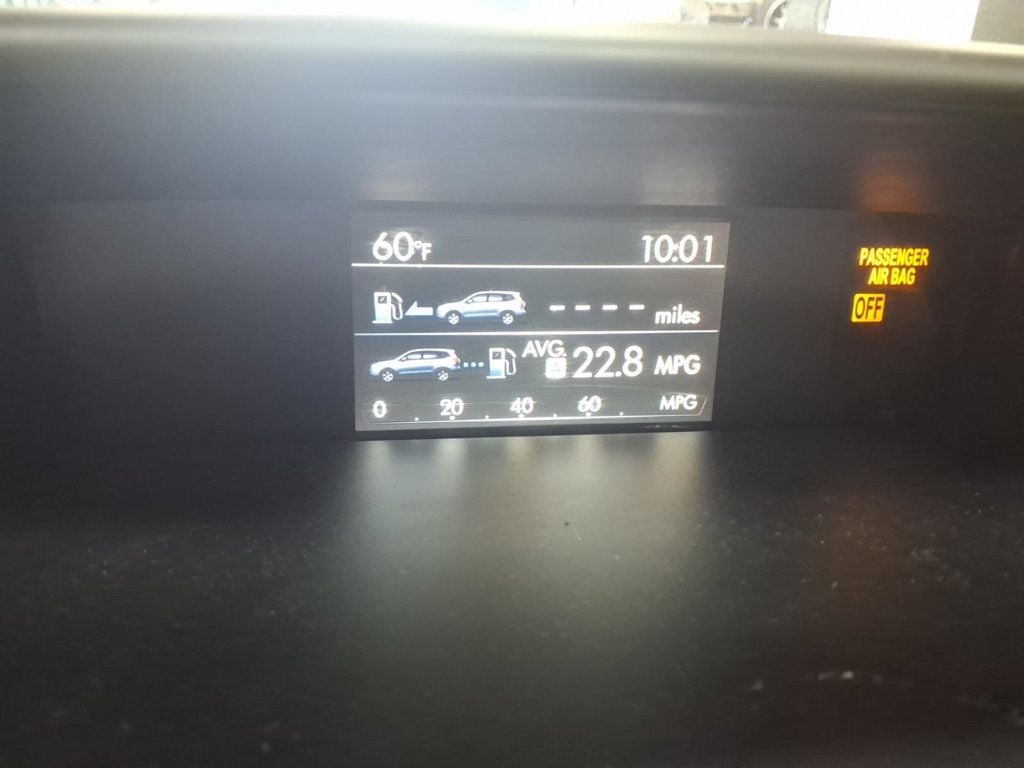 60°F 10:01
---- miles
AVG. A 22.8 MPG
0 20 40 60 MPG
PASSENGER
AIR BAG
OFF